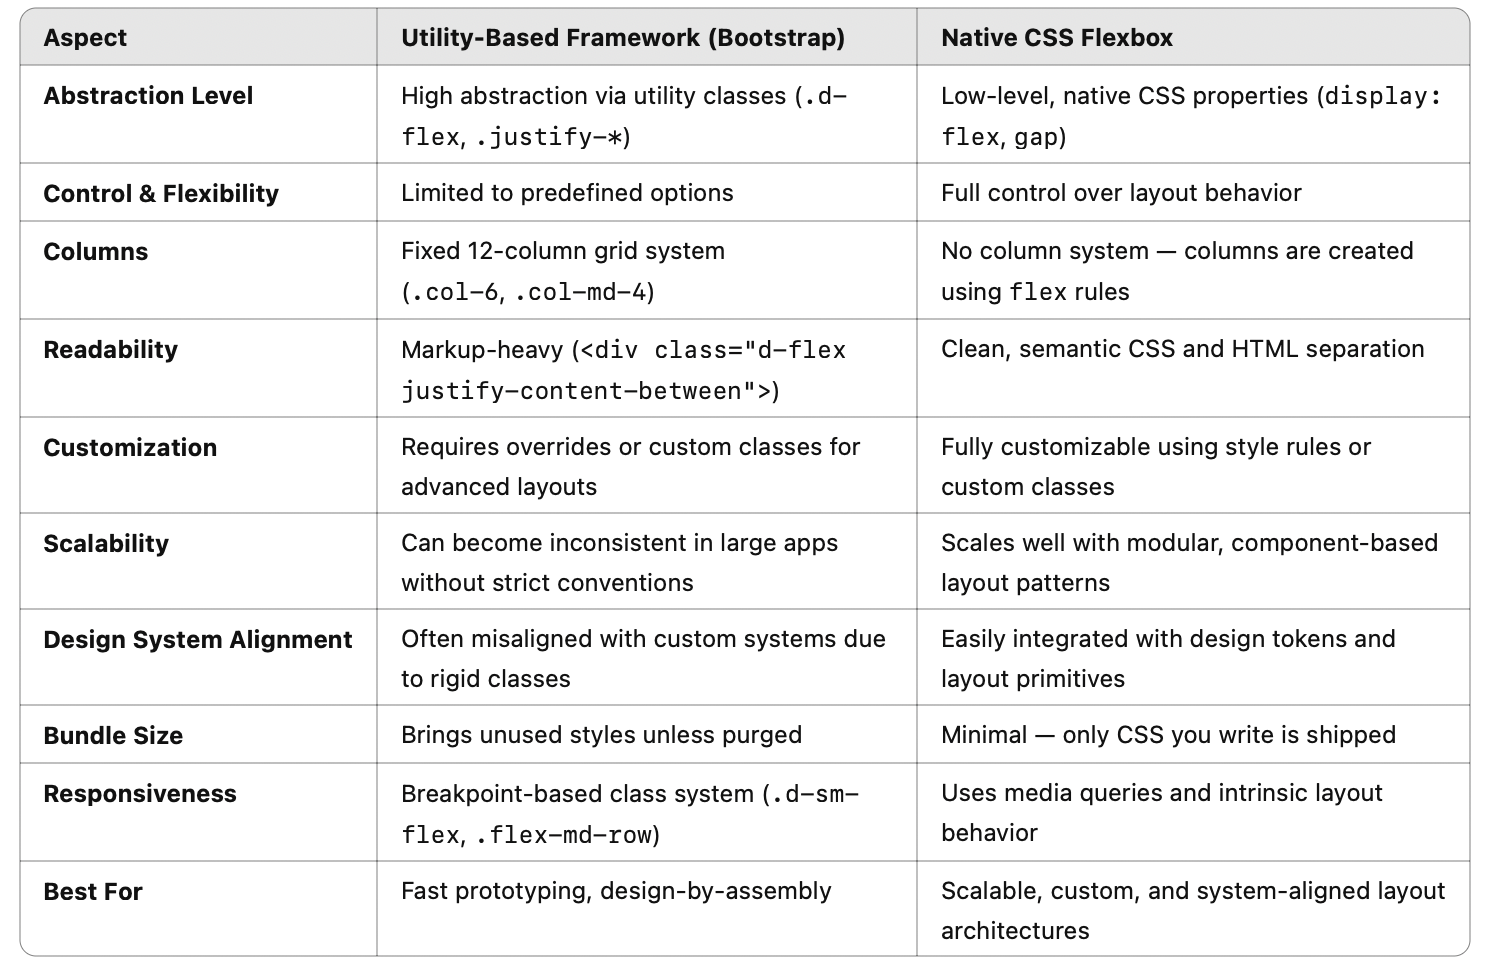 Aspect
Utility-Based Framework (Bootstrap)
Native CSS Flexbox
Abstraction Level
High abstraction via utility classes (.d-
flex, .justify-*)
Low-level, native CSS properties (display:
flex, gap)
Control & Flexibility
Limited to predefined options
Full control over layout behavior
Columns
Fixed 12-column grid system
(.col-6, .col-md-4)
No column system — columns are created
using flex rules
Readability
Markup-heavy (<div class="d-flex
justify-content-between">)
Clean, semantic CSS and HTML separation
Customization
Requires overrides or custom classes for
advanced layouts
Fully customizable using style rules or
custom classes
Scalability
Can become inconsistent in large apps
without strict conventions
Scales well with modular, component-based
layout patterns
Design System Alignment
Often misaligned with custom systems due
to rigid classes
Easily integrated with design tokens and
layout primitives
Bundle Size
Brings unused styles unless purged
Minimal — only CSS you write is shipped
Responsiveness
Breakpoint-based class system (.d-sm-
flex, .flex-md-row)
Uses media queries and intrinsic layout
behavior
Best For
Fast prototyping, design-by-assembly
Scalable, custom, and system-aligned layout
architectures